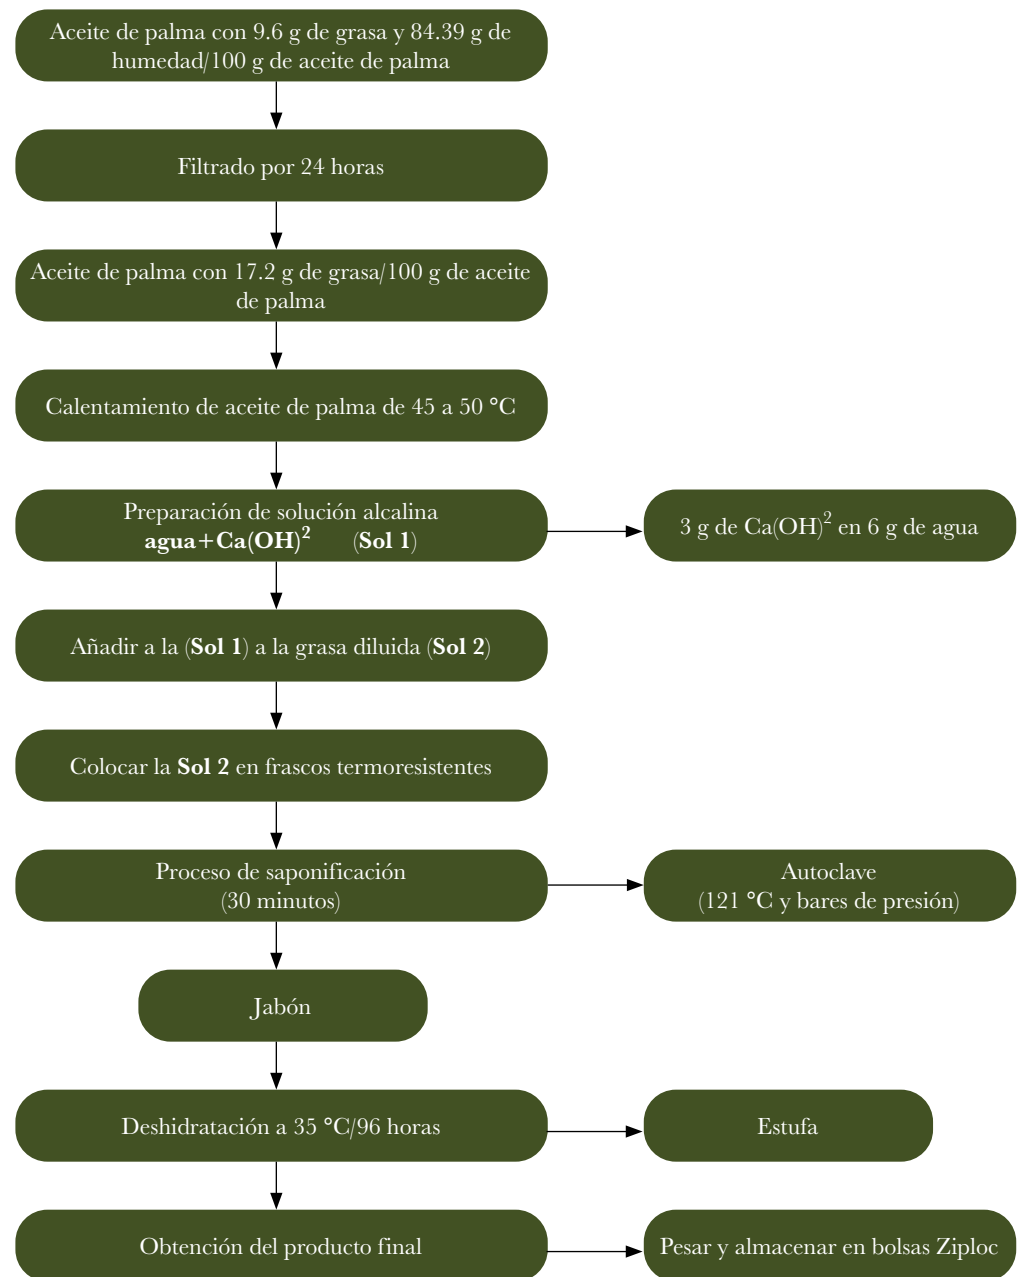 Aceite de palma con 9.6 g de grasa y 84.39 g de
humedad/100 g de aceite de palma
Filtrado por 24 horas
Aceite de palma con 17.2 g de grasa/100 g de aceite
de palma
Calentamiento de aceite de palma de 45 a 50 °C
Preparación de solución alcalina
agua+Ca(OH)² (Sol 1)
3 g de Ca(OH)² en 6 g de agua
Añadir a la (Sol 1) a la grasa diluida (Sol 2)
Colocar la Sol 2 en frascos termoresistentes
Proceso de saponificación
(30 minutos)
Autoclave
(121 °C y bares de presión)
Jabón
Deshidratación a 35 °C/96 horas
Estufa
Obtención del producto final
Pesar y almacenar en bolsas Ziploc